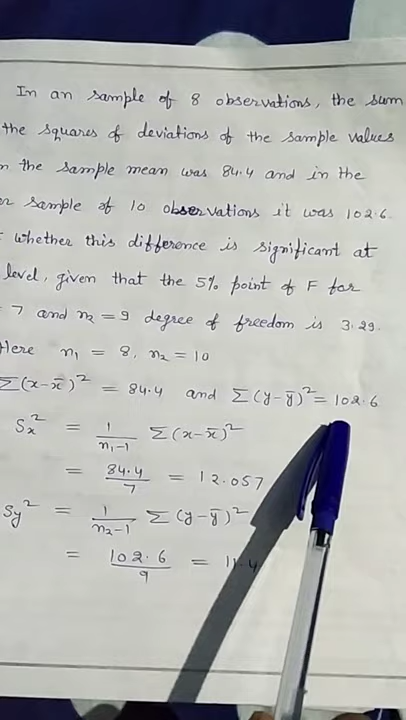 In an sample of 8 observations, the sum
the squares of deviations of the sample values
the sample mean was 84.4 and in the
sample of 10 observations it was 102.6.
whether this difference is significant at
level, given that the 5% point of F for
7 and n₂ = 9 degree of freedom is 3.29.
Here n₁ = 8, n₂ = 10
Σ(x-x̄)² = 84.4 and Σ(y-ȳ)² = 102.6
Sx² = 1/(n₁-1) Σ(x-x̄)²
= 84.4/7 = 12.057
Sy² = 1/(n₂-1) Σ(y-ȳ)²
= 102.6/9 = 11.4